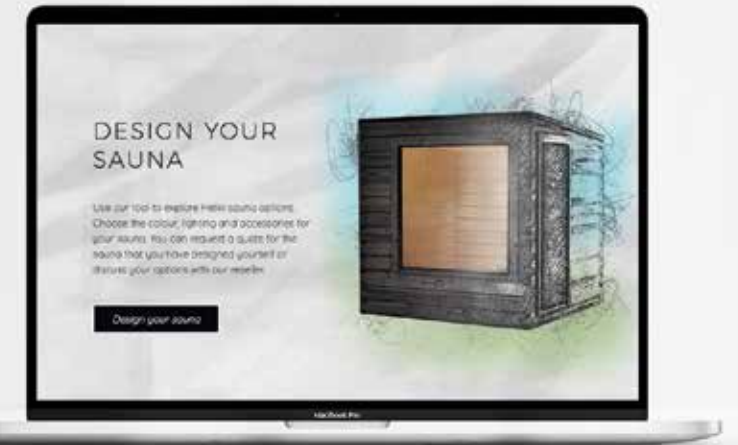 DESIGN YOUR
SAUNA
Use our tool to explore sauna options.
Choose the colour, lighting and accessories for
your sauna. You can request a quote for the
sauna that you have designed yourself or
discuss your options with our reseller.
Design your sauna
MacBook Pro